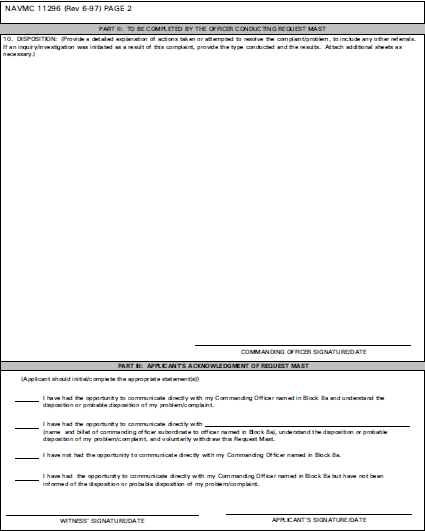 NAVMC 11296 (Rev 6-97) PAGE 2
PART II: TO BE COMPLETED BY THE OFFICER CONDUCTING REQUEST MAST
10. DISPOSITION: (Provide a detailed explanation of actions taken or attempted to resolve the complaint/problem, to include any other referrals.
If an inquiry/investigation was initiated as a result of this complaint, provide the type conducted and the results. Attach additional sheets as
necessary.)
COMMANDING OFFICER SIGNATURE/DATE
PART III: APPLICANT'S ACKNOWLEDGMENT OF REQUEST MAST
(Applicant should initial/complete the appropriate statement(s))
I have had the opportunity to communicate directly with my Commanding Officer named in Block 8a and understand the
disposition or probable disposition of my problem/complaint.
I have had the opportunity to communicate directly with
(name and billet of commanding officer subordinate to officer named in Block 8a), understand the disposition or probable
disposition of my problem/complaint, and voluntarily withdraw this Request Mast.
I have not had the opportunity to communicate directly with my Commanding Officer named in Block 8a.
I have had the opportunity to communicate directly with my Commanding Officer named in Block 8a but have not been
informed of the disposition or probable disposition of my problem/complaint.
WITNESS' SIGNATURE/DATE
APPLICANT'S SIGNATURE/DATE